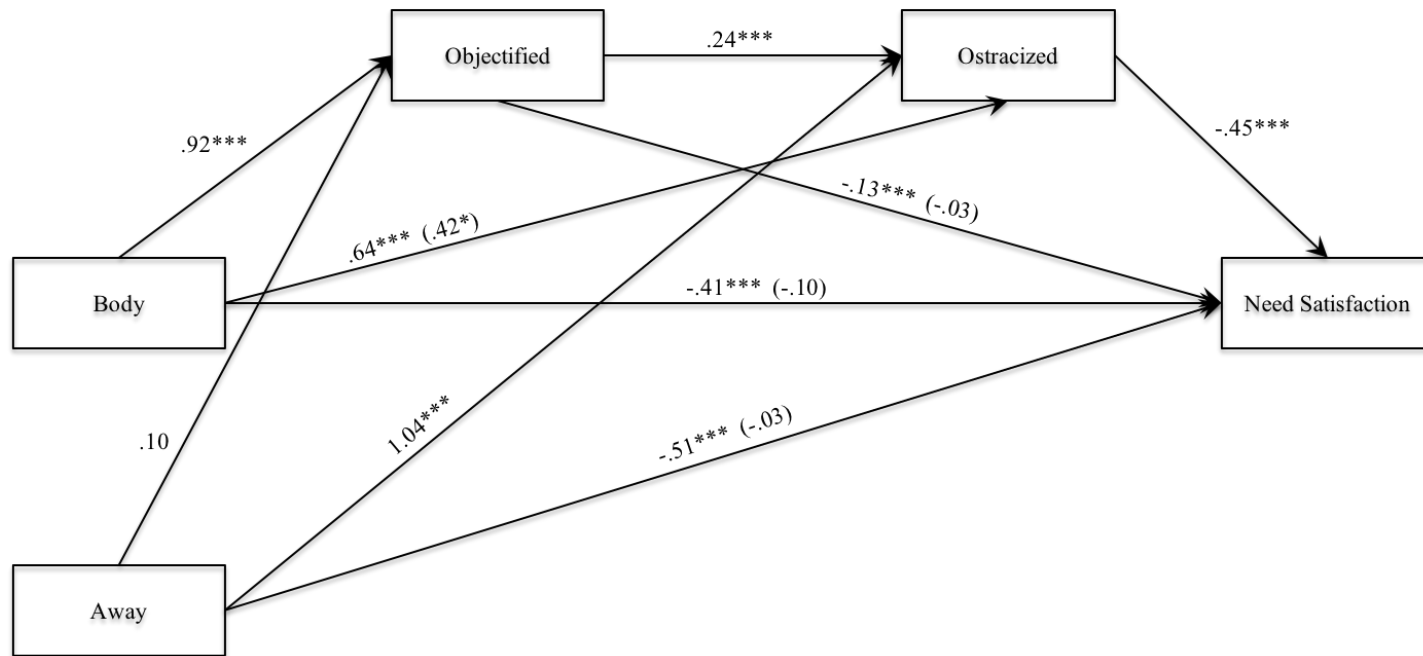 Objectified
.24***
Ostracized
.92***
-.45***
-.13*** (-.03)
.64*** (.42*)
Body
-.41*** (-.10)
Need Satisfaction
.10
1.04***
-.51*** (-.03)
Away